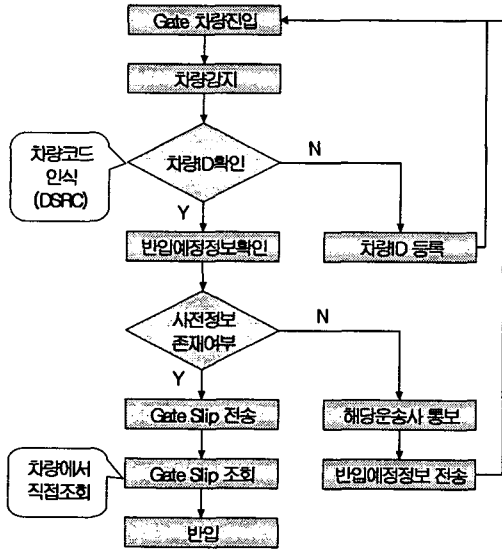 Gate 차량진입
차량감지
차량코드
인식
(DSRC)
차량ID확인
N
Y
반입예정정보확인
차량ID 등록
사전정보
존재여부
N
Y
Gate Slip 전송
해당운송사 통보
차량에서
직접조회
Gate Slip 조회
반입예정정보 전송
반입